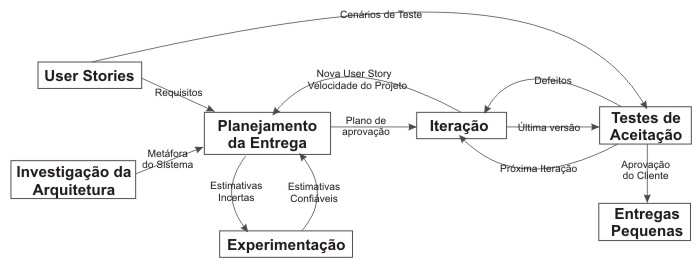 Cenários de Teste
User Stories
Requisitos
Nova User Story
Velocidade do Projeto
Defeitos
Planejamento
da Entrega
Plano de
aprovação
Iteração
Última versão
Testes de
Aceitação
Metáfora
do Sistema
Investigação da
Arquitetura
Próxima Iteração
Aprovação
do Cliente
Estimativas
Incertas
Estimativas
Confiáveis
Entregas
Pequenas
Experimentação